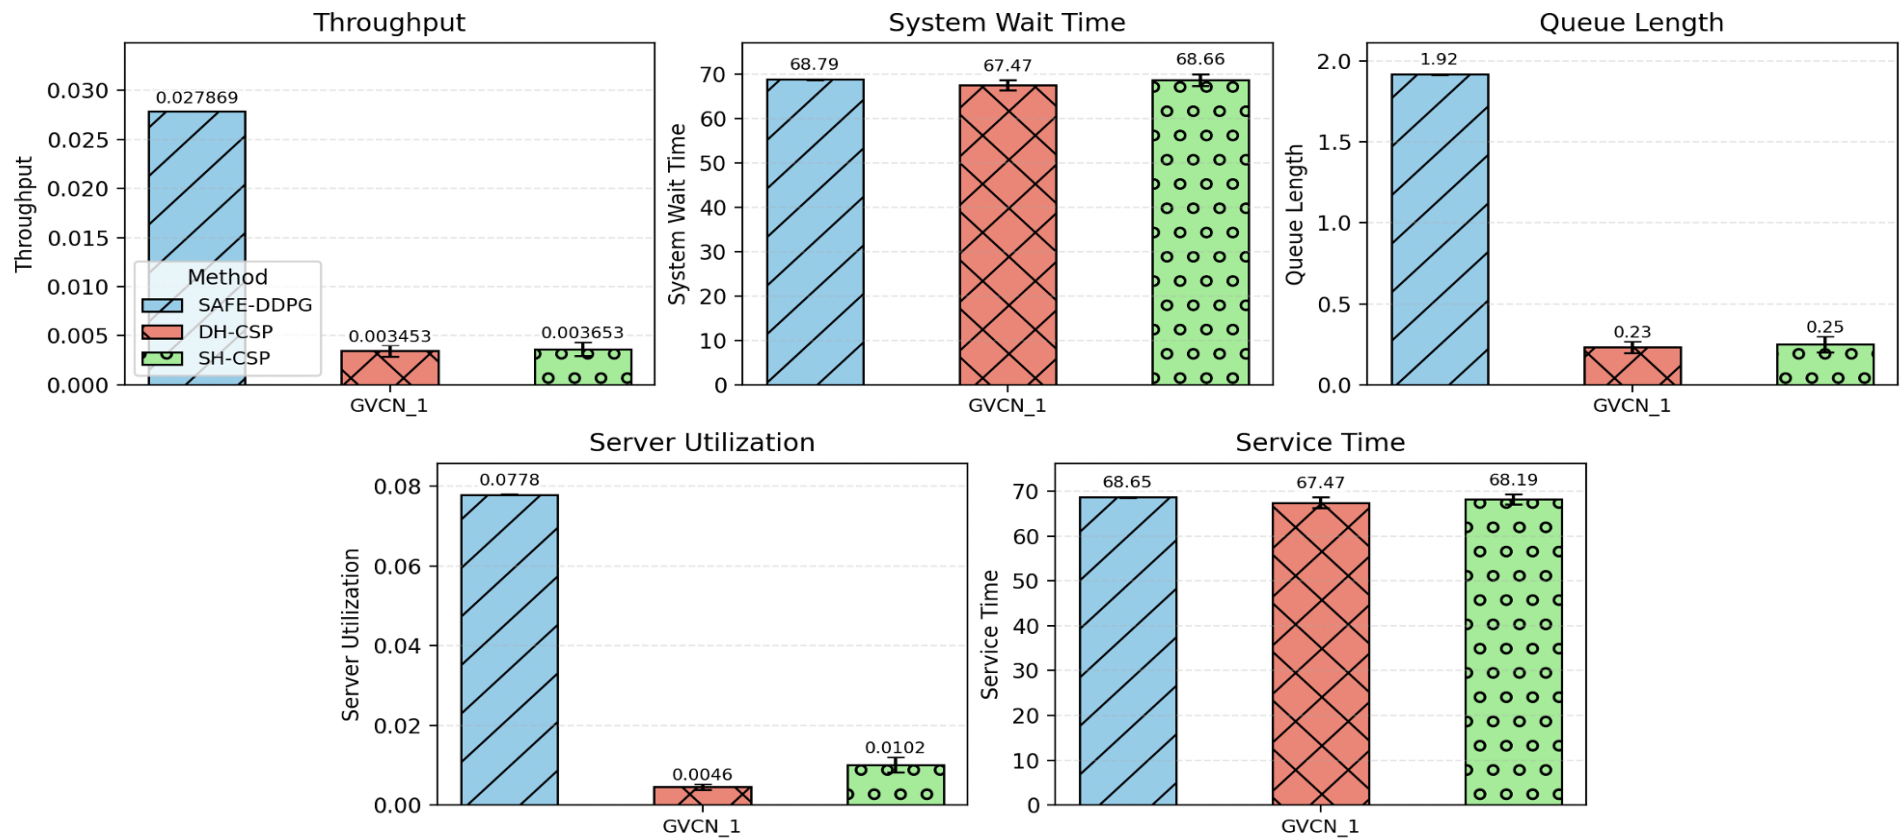 Throughput
Throughput
0.030
0.025
0.020
0.015
0.010
0.005
0.000
0.027869
0.003453
0.003653
Method
SAFE-DDPG
DH-CSP
SH-CSP
GVCN_1
System Wait Time
System Wait Time
70
60
50
40
30
20
10
0
68.79
67.47
68.66
GVCN_1
Queue Length
Queue Length
2.0
1.5
1.0
0.5
0.0
1.92
0.23
0.25
GVCN_1
Server Utilization
Server Utilization
0.08
0.06
0.04
0.02
0.00
0.0778
0.0046
0.0102
GVCN_1
Service Time
Service Time
70
60
50
40
30
20
10
0
68.65
67.47
68.19
GVCN_1